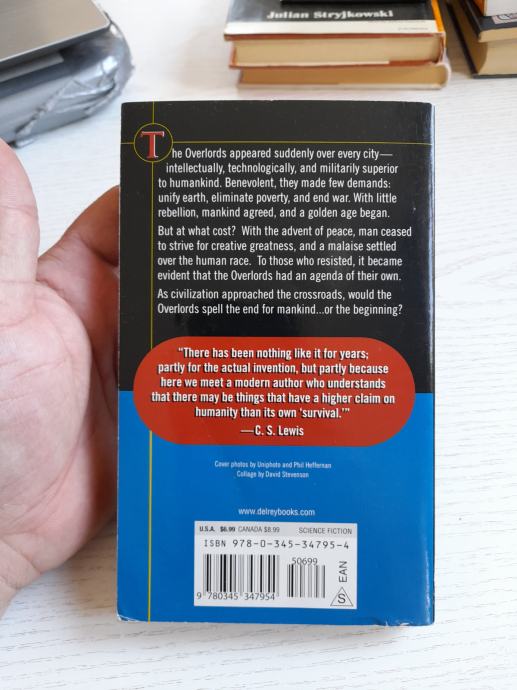 Julian Stryjkowski
The Overlords appeared suddenly over every city—
intellectually, technologically, and militarily superior
to humankind. Benevolent, they made few demands:
unify earth, eliminate poverty, and end war. With little
rebellion, mankind agreed, and a golden age began.
But at what cost? With the advent of peace, man ceased
to strive for creative greatness, and a malaise settled
over the human race. To those who resisted, it became
evident that the Overlords had an agenda of their own.
As civilization approached the crossroads, would the
Overlords spell the end for mankind...or the beginning?
"There has been nothing like it for years;
partly for the actual invention, but partly because
here we meet a modern author who understands
that there may be things that have a higher claim on
humanity than its own 'survival.'"
—C. S. Lewis
Cover photos by Uniphoto and Phil Heffernan
Collage by David Stevenson
www.delreybooks.com
U.S.A. $6.99 CANADA $8.99 SCIENCE FICTION
ISBN 978-0-345-34795-4
50699
9 780345 347954
S EAN